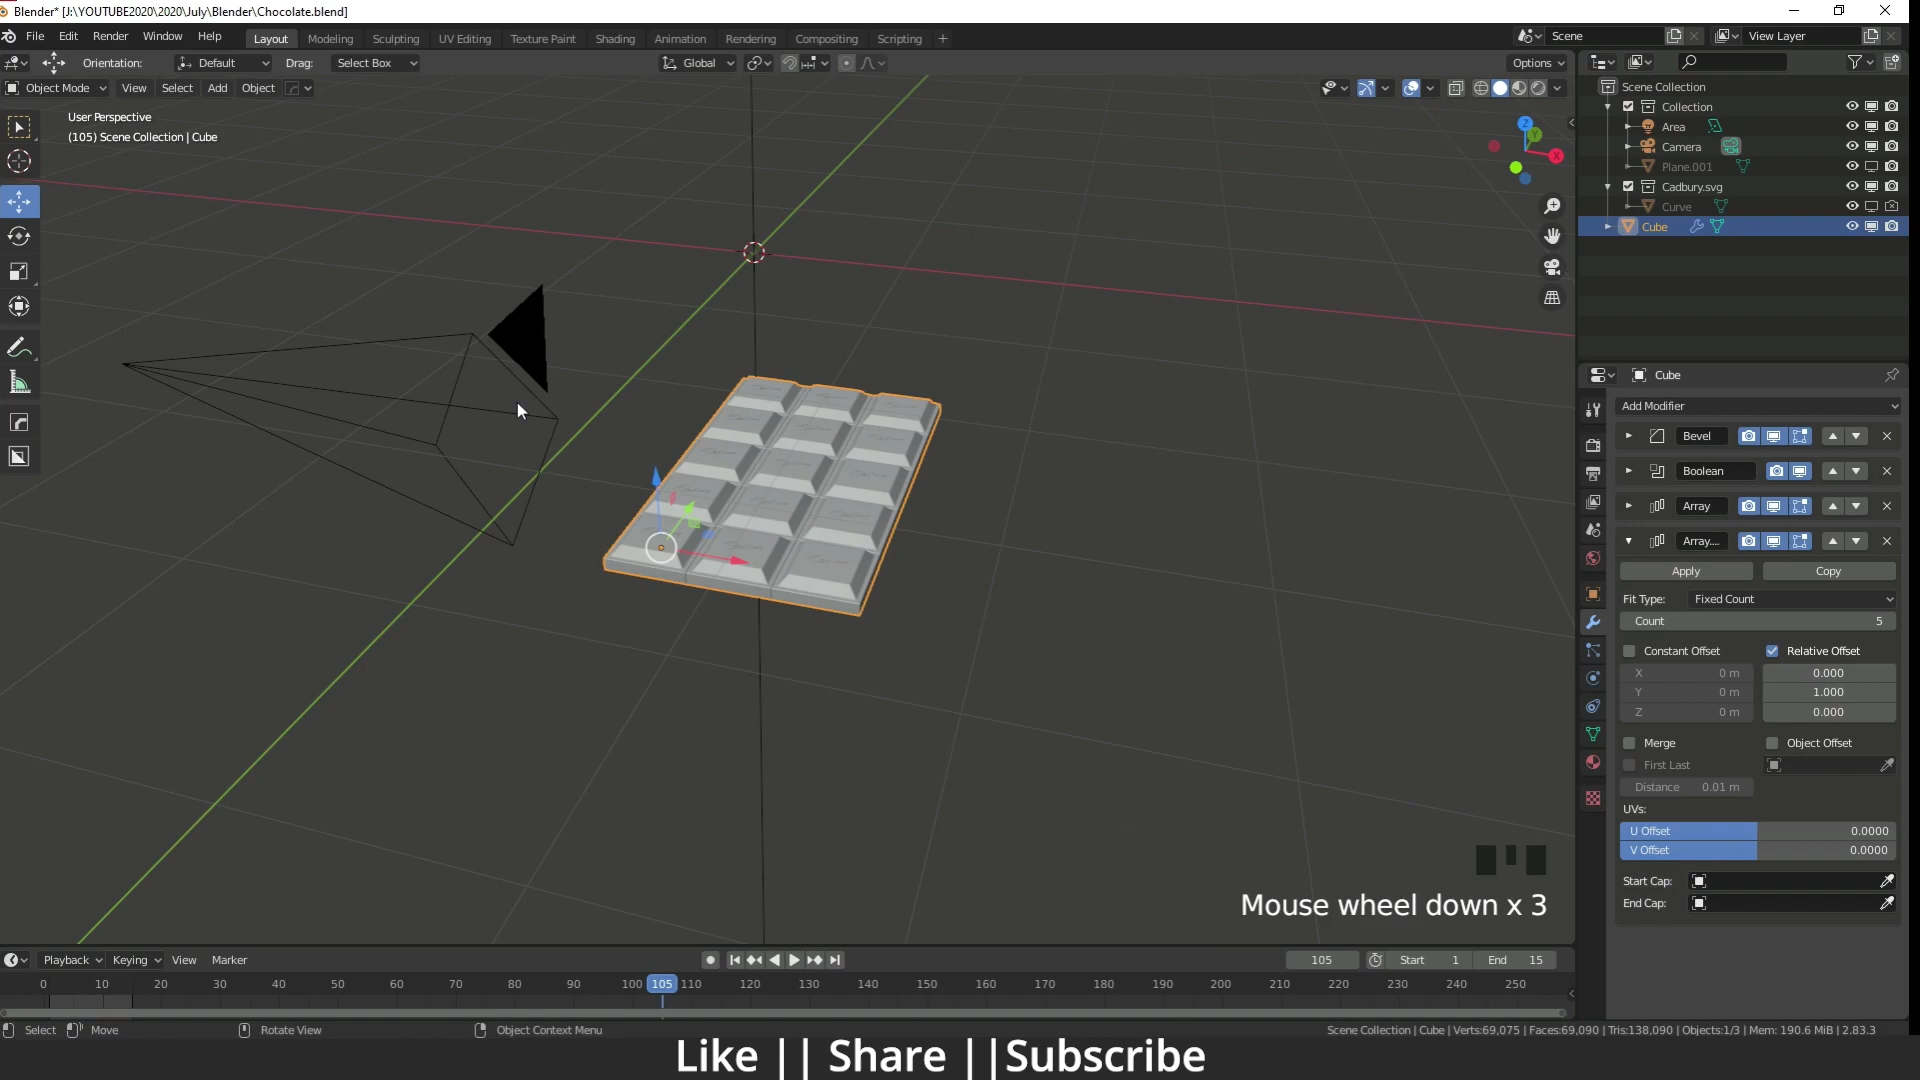 Blender* [J:\YOUTUBE2020\2020\July\Blender\Chocolate.blend]
File Edit Render Window Help Layout Modeling Sculpting UV Editing Texture Paint Shading Animation Rendering Compositing Scripting + Scene View Layer
Orientation: Default Drag: Select Box Global Options
Object Mode View Select Add Object
User Perspective
(105) Scene Collection | Cube
Scene Collection
Collection
Area
Camera
Plane.001
Cadbury.svg
Curve
Cube
Cube
Add Modifier
Bevel
Boolean
Array
Array....
Apply Copy
Fit Type: Fixed Count
Count 5
Constant Offset Relative Offset
X 0 m 0.000
Y 0 m 1.000
Z 0 m 0.000
Merge Object Offset
First Last
Distance 0.01 m
UVs:
U Offset 0.0000
V Offset 0.0000
Start Cap:
End Cap:
X
Y
Z
Mouse wheel down x 3
Playback Keying View Marker 105 Start 1 End 15
0 10 20 30 40 50 60 70 80 90 100 105 110 120 130 140 150 160 170 180 190 200 210 220 230 240 250
Select Move Rotate View Object Context Menu Scene Collection | Cube | Verts:69,075 | Faces:69,090 | Tris:138,090 | Objects:1/3 | Mem: 190.6 MiB | 2.83.3
Like || Share ||Subscribe